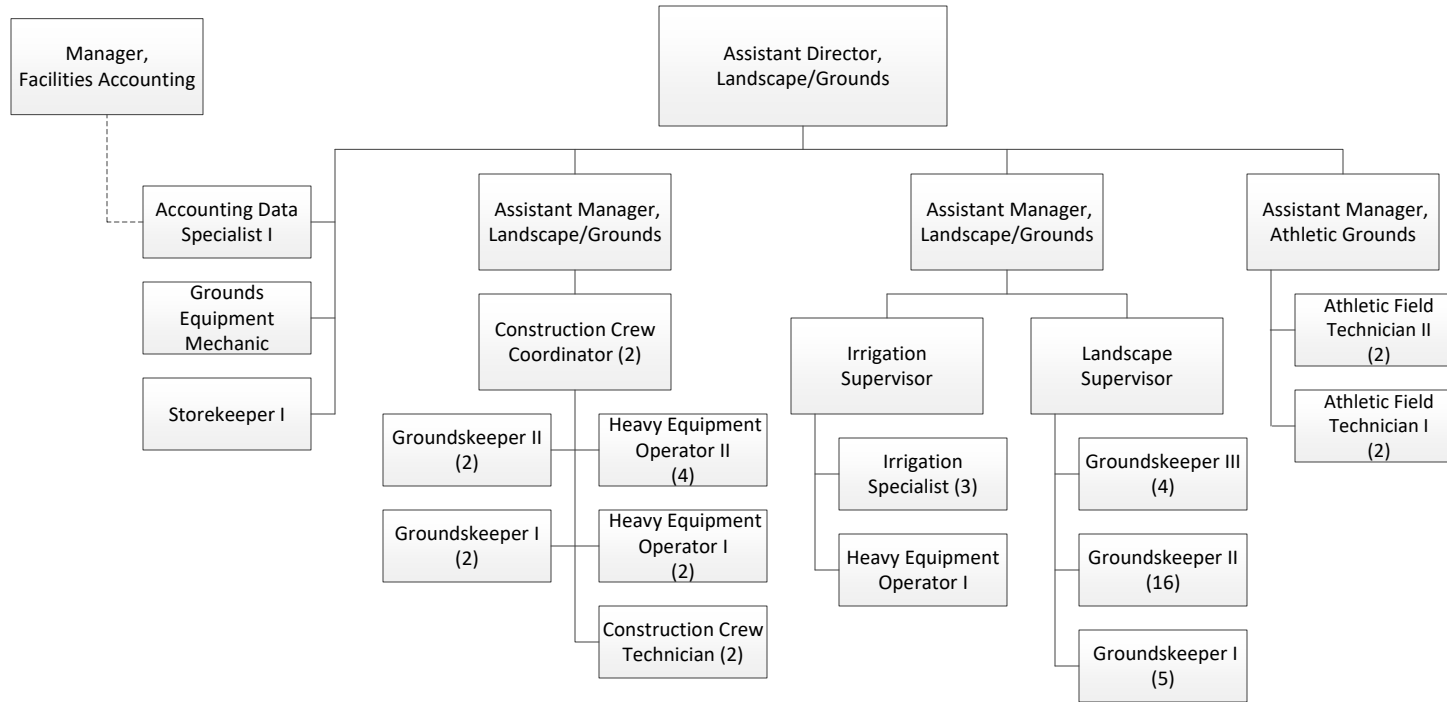 Manager,
Facilities Accounting
Assistant Director,
Landscape/Grounds
Accounting Data
Specialist I
Grounds
Equipment
Mechanic
Storekeeper I
Assistant Manager,
Landscape/Grounds
Construction Crew
Coordinator (2)
Groundskeeper II
(2)
Heavy Equipment
Operator II
(4)
Groundskeeper I
(2)
Heavy Equipment
Operator I
(2)
Construction Crew
Technician (2)
Assistant Manager,
Landscape/Grounds
Irrigation
Supervisor
Irrigation
Specialist (3)
Heavy Equipment
Operator I
Landscape
Supervisor
Groundskeeper III
(4)
Groundskeeper II
(16)
Groundskeeper I
(5)
Assistant Manager,
Athletic Grounds
Athletic Field
Technician II
(2)
Athletic Field
Technician I
(2)